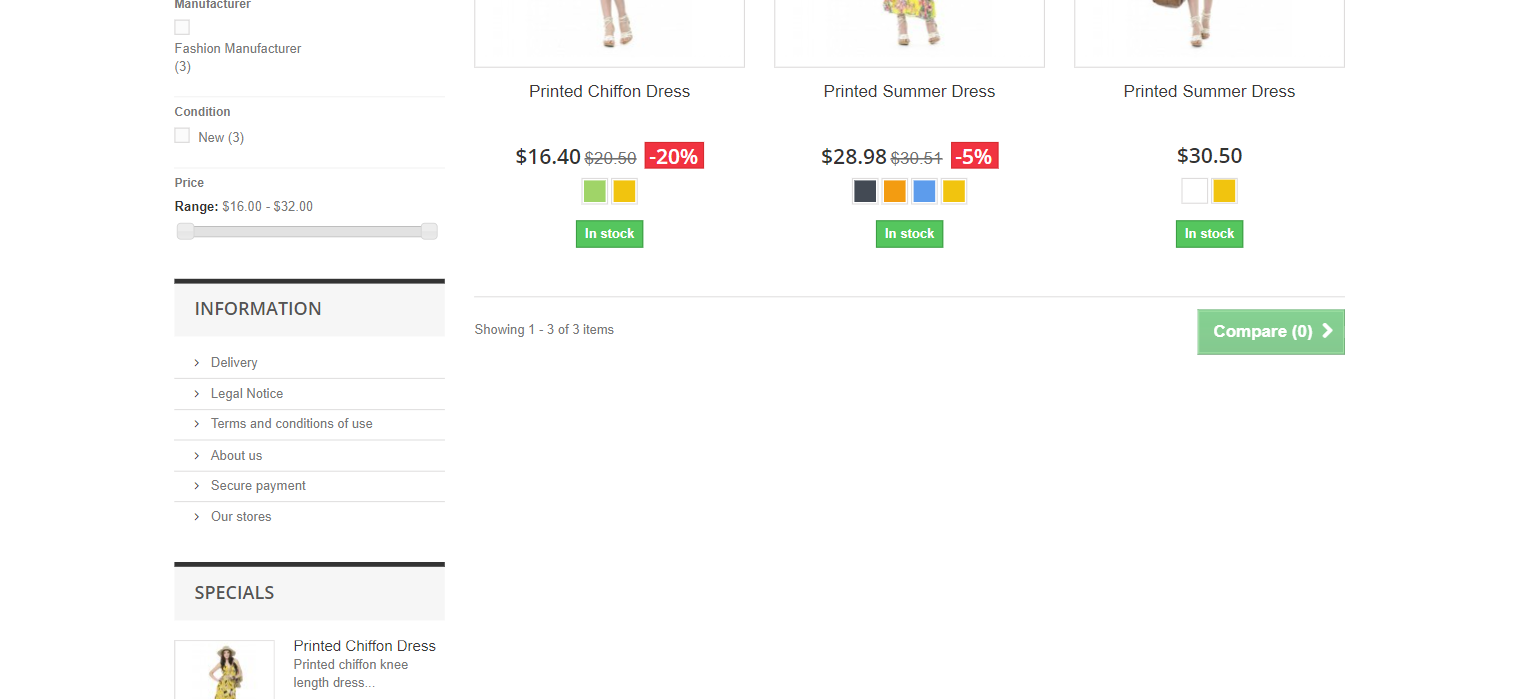 Manufacturer
Fashion Manufacturer
(3)
Condition
New (3)
Price
Range: $16.00 - $32.00
INFORMATION
Delivery
Legal Notice
Terms and conditions of use
About us
Secure payment
Our stores
SPECIALS
Printed Chiffon Dress
Printed chiffon knee
length dress...
Printed Chiffon Dress
$16.40 $20.50 -20%
In stock
Printed Summer Dress
$28.98 $30.51 -5%
In stock
Printed Summer Dress
$30.50
In stock
Showing 1 - 3 of 3 items
Compare (0)